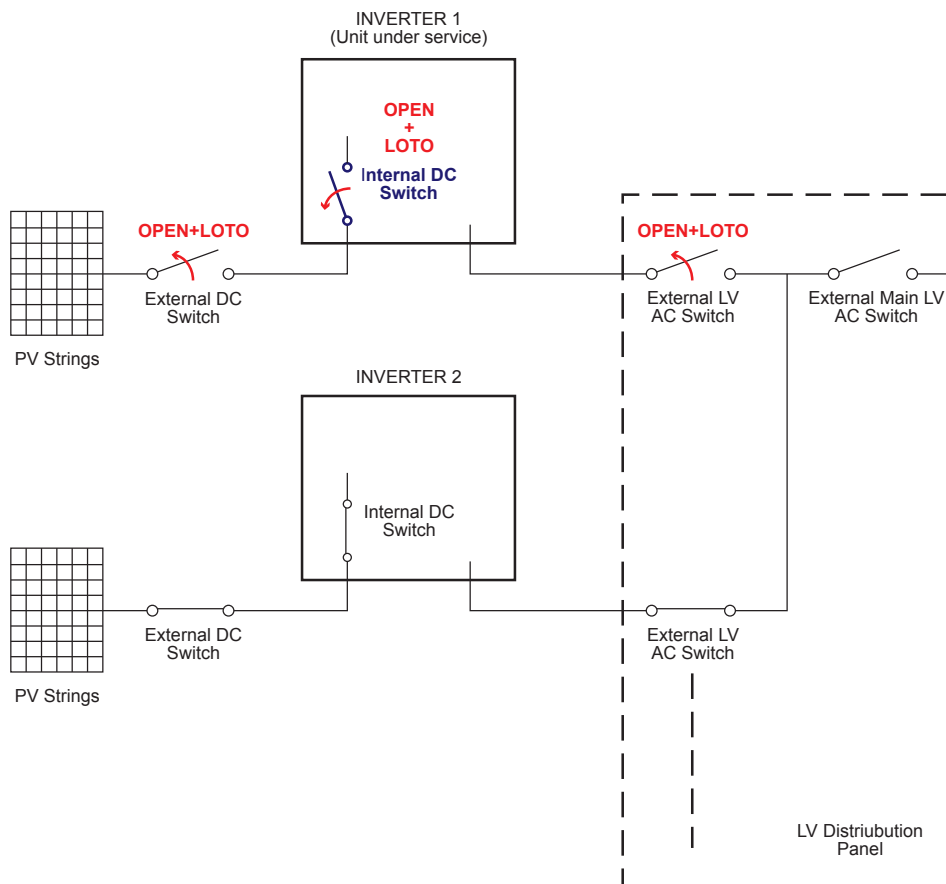 INVERTER 1
(Unit under service)
OPEN
+
LOTO
Internal DC
Switch
OPEN+LOTO
External DC
Switch
PV Strings
OPEN+LOTO
External LV
AC Switch
External Main LV
AC Switch
INVERTER 2
Internal DC
Switch
External DC
Switch
PV Strings
External LV
AC Switch
LV Distriubution
Panel